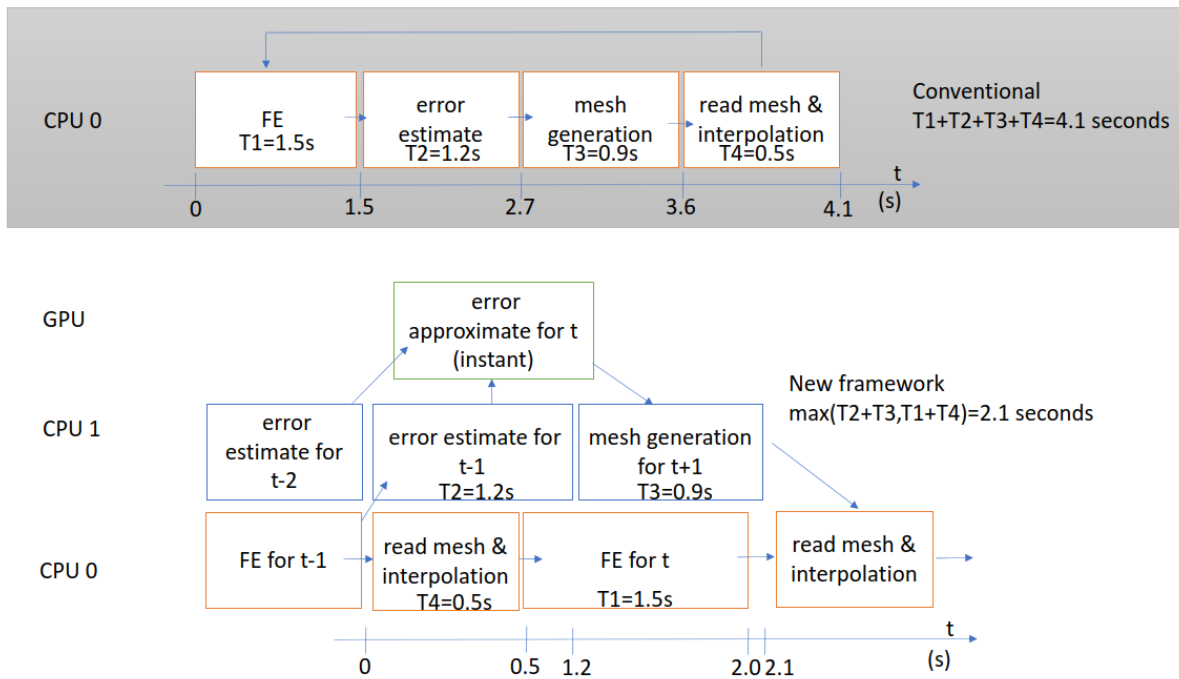 CPU 0
FE
T1=1.5s
error
estimate
T2=1.2s
mesh
generation
T3=0.9s
read mesh &
interpolation
T4=0.5s
Conventional
T1+T2+T3+T4=4.1 seconds
t
(s)
0
1.5
2.7
3.6
4.1
GPU
error
approximate for t
(instant)
New framework
max(T2+T3,T1+T4)=2.1 seconds
CPU 1
error
estimate for
t-2
error estimate for
t-1
T2=1.2s
mesh generation
for t+1
T3=0.9s
CPU 0
FE for t-1
read mesh &
interpolation
T4=0.5s
FE for t
T1=1.5s
read mesh &
interpolation
t
(s)
0
0.5
1.2
2.0
2.1